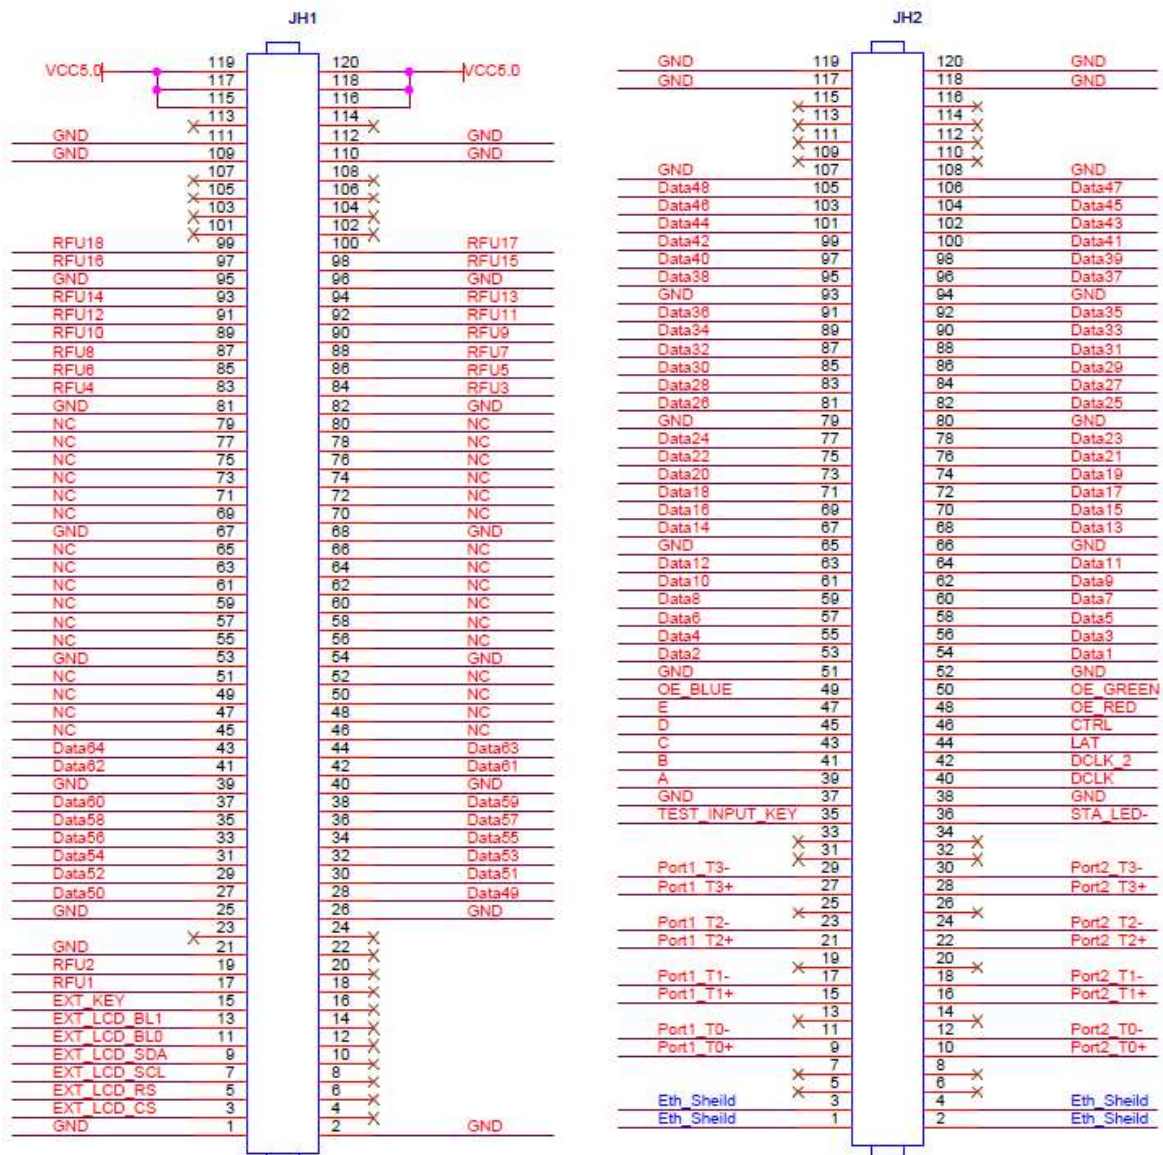 JH1
VCC5.0 119 120 VCC5.0
117 118
115 116
113 114
GND 111 112 GND
GND 109 110 GND
107 108
105 106
103 104
101 102
RFU18 99 100 RFU17
RFU16 97 98 RFU15
GND 95 96 GND
RFU14 93 94 RFU13
RFU12 91 92 RFU11
RFU10 89 90 RFU9
RFU8 87 88 RFU7
RFU6 85 86 RFU5
RFU4 83 84 RFU3
GND 81 82 GND
NC 79 80 NC
NC 77 78 NC
NC 75 76 NC
NC 73 74 NC
NC 71 72 NC
NC 69 70 NC
GND 67 68 GND
NC 65 66 NC
NC 63 64 NC
NC 61 62 NC
NC 59 60 NC
NC 57 58 NC
NC 55 56 NC
GND 53 54 GND
NC 51 52 NC
NC 49 50 NC
NC 47 48 NC
NC 45 46 NC
Data64 43 44 Data63
Data62 41 42 Data61
GND 39 40 GND
Data60 37 38 Data59
Data58 35 36 Data57
Data56 33 34 Data55
Data54 31 32 Data53
Data52 29 30 Data51
Data50 27 28 Data49
GND 25 26 GND
23 24
GND 21 22
RFU2 19 20
RFU1 17 18
EXT_KEY 15 16
EXT_LCD_BL1 13 14
EXT_LCD_BL0 11 12
EXT_LCD_SDA 9 10
EXT_LCD_SCL 7 8
EXT_LCD_RS 5 6
EXT_LCD_CS 3 4
GND 1 2 GND
JH2
GND 119 120 GND
GND 117 118 GND
115 116
113 114
111 112
109 110
GND 107 108 GND
Data48 105 106 Data47
Data46 103 104 Data45
Data44 101 102 Data43
Data42 99 100 Data41
Data40 97 98 Data39
Data38 95 96 Data37
GND 93 94 GND
Data36 91 92 Data35
Data34 89 90 Data33
Data32 87 88 Data31
Data30 85 86 Data29
Data28 83 84 Data27
Data26 81 82 Data25
GND 79 80 GND
Data24 77 78 Data23
Data22 75 76 Data21
Data20 73 74 Data19
Data18 71 72 Data17
Data16 69 70 Data15
Data14 67 68 Data13
GND 65 66 GND
Data12 63 64 Data11
Data10 61 62 Data9
Data8 59 60 Data7
Data6 57 58 Data5
Data4 55 56 Data3
Data2 53 54 Data1
GND 51 52 GND
OE_BLUE 49 50 OE_GREEN
E 47 48 OE_RED
D 45 46 CTRL
C 43 44 LAT
B 41 42 DCLK_2
A 39 40 DCLK
GND 37 38 GND
TEST_INPUT_KEY 35 36 STA_LED-
33 34
31 32
Port1_T3- 29 30 Port2_T3-
Port1_T3+ 27 28 Port2_T3+
25 26
Port1_T2- 23 24 Port2_T2-
Port1_T2+ 21 22 Port2_T2+
19 20
Port1_T1- 17 18 Port2_T1-
Port1_T1+ 15 16 Port2_T1+
13 14
Port1_T0- 11 12 Port2_T0-
Port1_T0+ 9 10 Port2_T0+
7 8
5 6
Eth_Sheild 3 4 Eth_Sheild
Eth_Sheild 1 2 Eth_Sheild